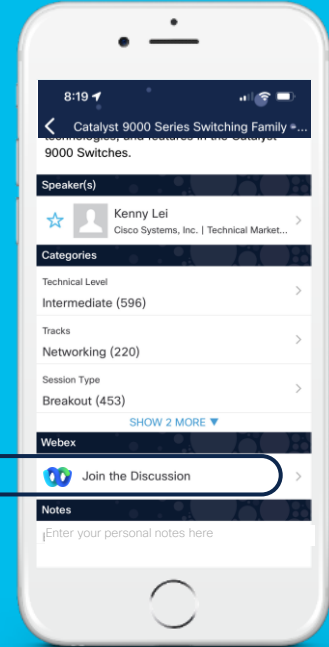 8:19
Catalyst 9000 Series Switching Family -...
technologies, and features in the Catalyst
9000 Switches.
Speaker(s)
Kenny Lei
Cisco Systems, Inc. | Technical Market...
Categories
Technical Level
Intermediate (596)
Tracks
Networking (220)
Session Type
Breakout (453)
SHOW 2 MORE ▼
Webex
Join the Discussion
Notes
Enter your personal notes here